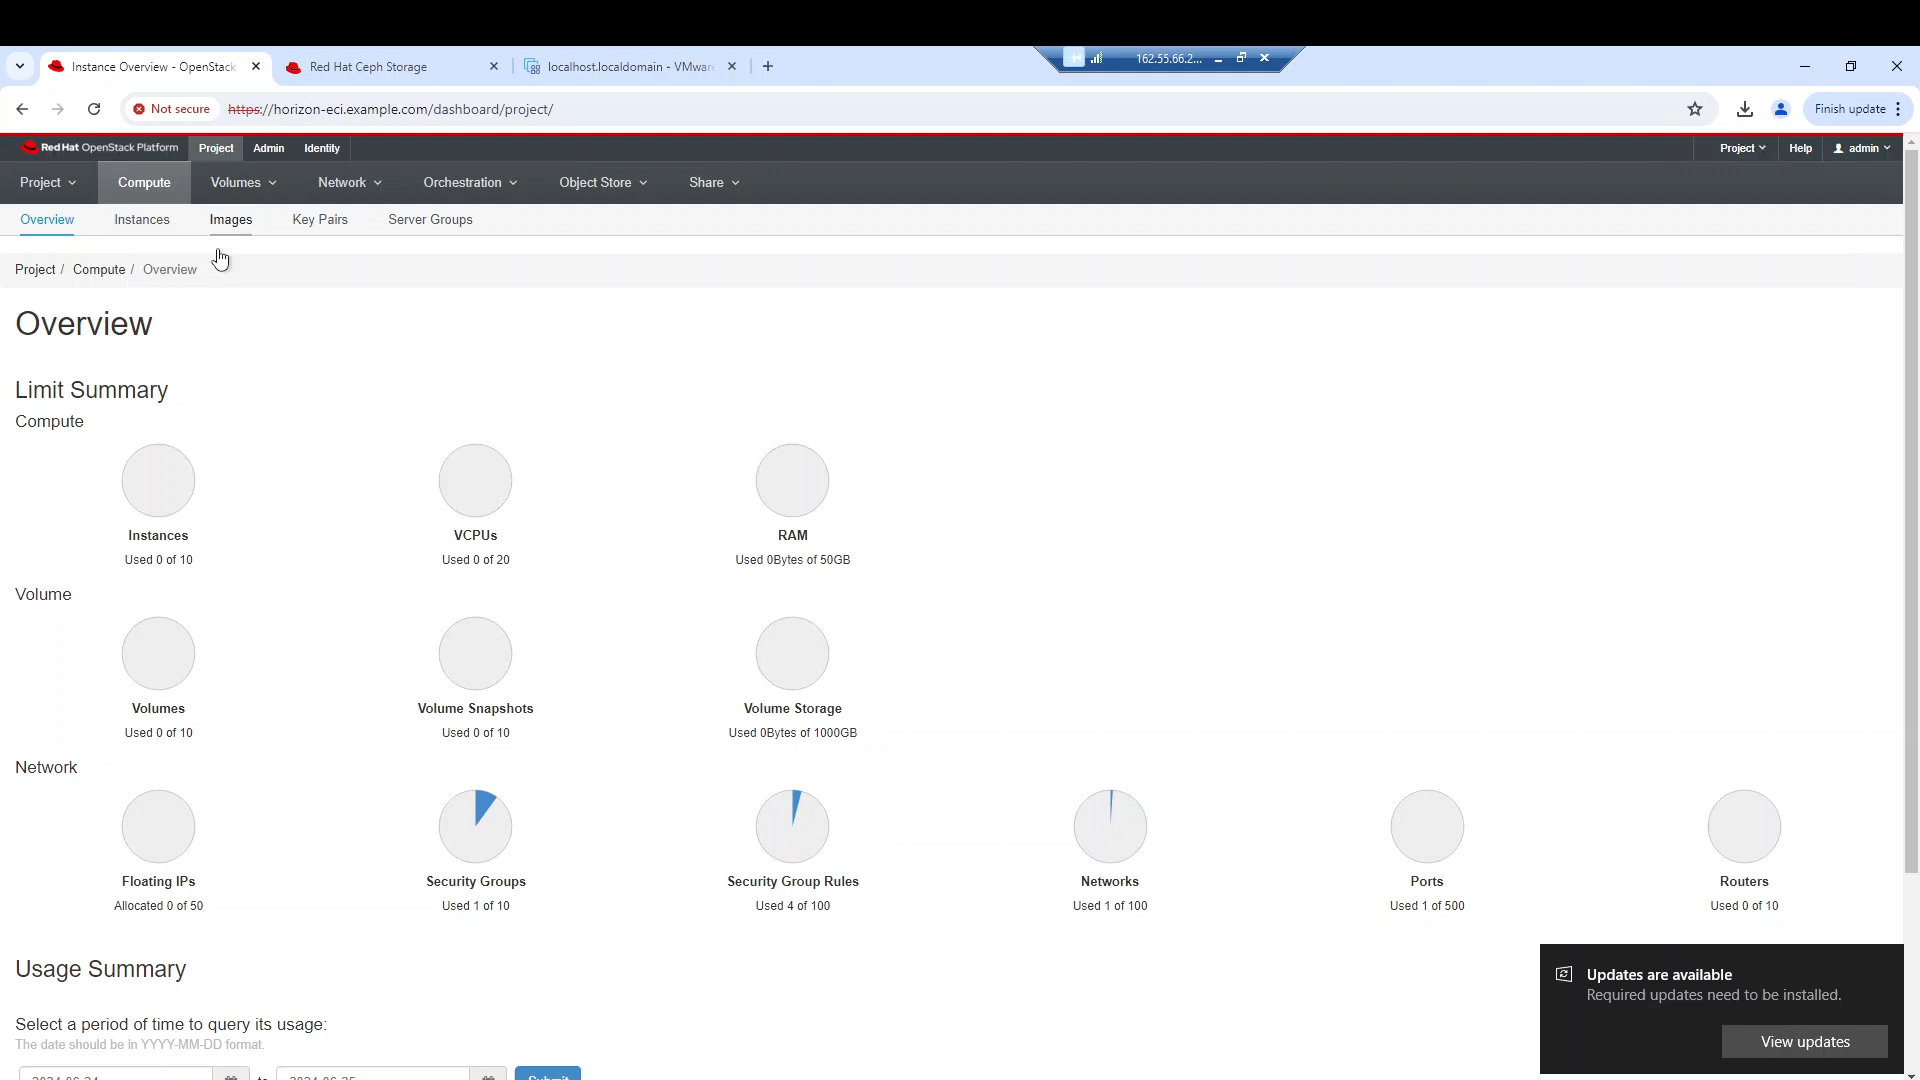 Instance Overview - OpenStack
Red Hat Ceph Storage
localhost.localdomain - VMware
162.55.66.2...
Not secure
https://horizon-eci.example.com/dashboard/project/
Finish update
Red Hat OpenStack Platform
Project
Admin
Identity
Project
Help
admin
Project
Compute
Volumes
Network
Orchestration
Object Store
Share
Overview
Instances
Images
Key Pairs
Server Groups
Project / Compute / Overview
Overview
Limit Summary
Compute
Instances
Used 0 of 10
VCPUs
Used 0 of 20
RAM
Used 0Bytes of 50GB
Volume
Volumes
Used 0 of 10
Volume Snapshots
Used 0 of 10
Volume Storage
Used 0Bytes of 1000GB
Network
Floating IPs
Allocated 0 of 50
Security Groups
Used 1 of 10
Security Group Rules
Used 4 of 100
Networks
Used 1 of 100
Ports
Used 1 of 500
Routers
Used 0 of 10
Usage Summary
Select a period of time to query its usage:
The date should be in YYYY-MM-DD format.
Updates are available
Required updates need to be installed.
View updates